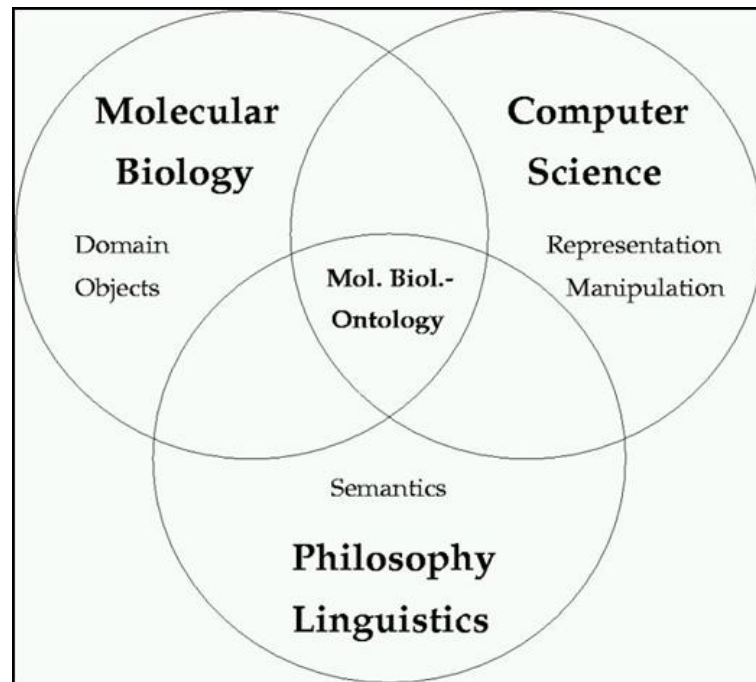 Molecular
Biology
Domain
Objects
Computer
Science
Representation
Manipulation
Mol. Biol.-
Ontology
Semantics
Philosophy
Linguistics